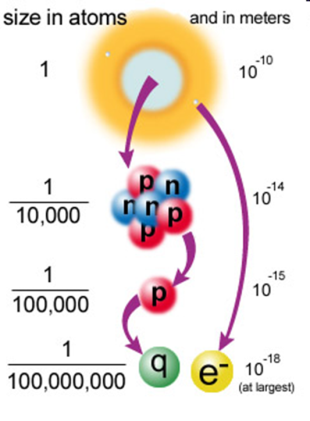 size in atoms and in meters
1 10⁻¹⁰
p n
n n p
p
1
10,000
10⁻¹⁴
1
100,000
p
10⁻¹⁵
1
100,000,000
q e⁻ 10⁻¹⁸
(at largest)